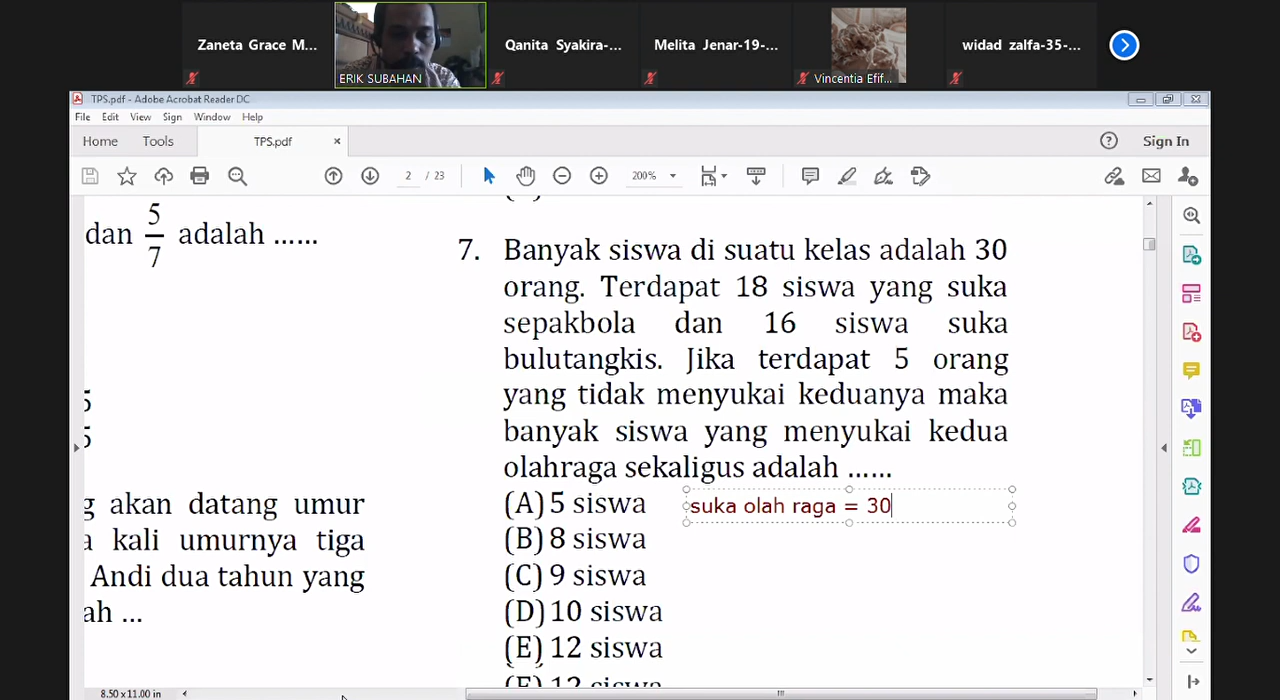 Zaneta Grace M...
ERIK SUBAHAN
Qanita Syakira-...
Melita Jenar-19-...
Vincentia Efif...
widad zalfa-35-...
TPS.pdf - Adobe Acrobat Reader DC
File Edit View Sign Window Help
Home Tools TPS.pdf × Sign In
2 / 23 200%
dan 5/7 adalah ......
5
5
g akan datang umur
a kali umurnya tiga
Andi dua tahun yang
ah ...
7. Banyak siswa di suatu kelas adalah 30
orang. Terdapat 18 siswa yang suka
sepakbola dan 16 siswa suka
bulutangkis. Jika terdapat 5 orang
yang tidak menyukai keduanya maka
banyak siswa yang menyukai kedua
olahraga sekaligus adalah ......
(A) 5 siswa
suka olah raga = 30
(B) 8 siswa
(C) 9 siswa
(D) 10 siswa
(E) 12 siswa
(E) 12 siswa
8.50 x 11.00 in